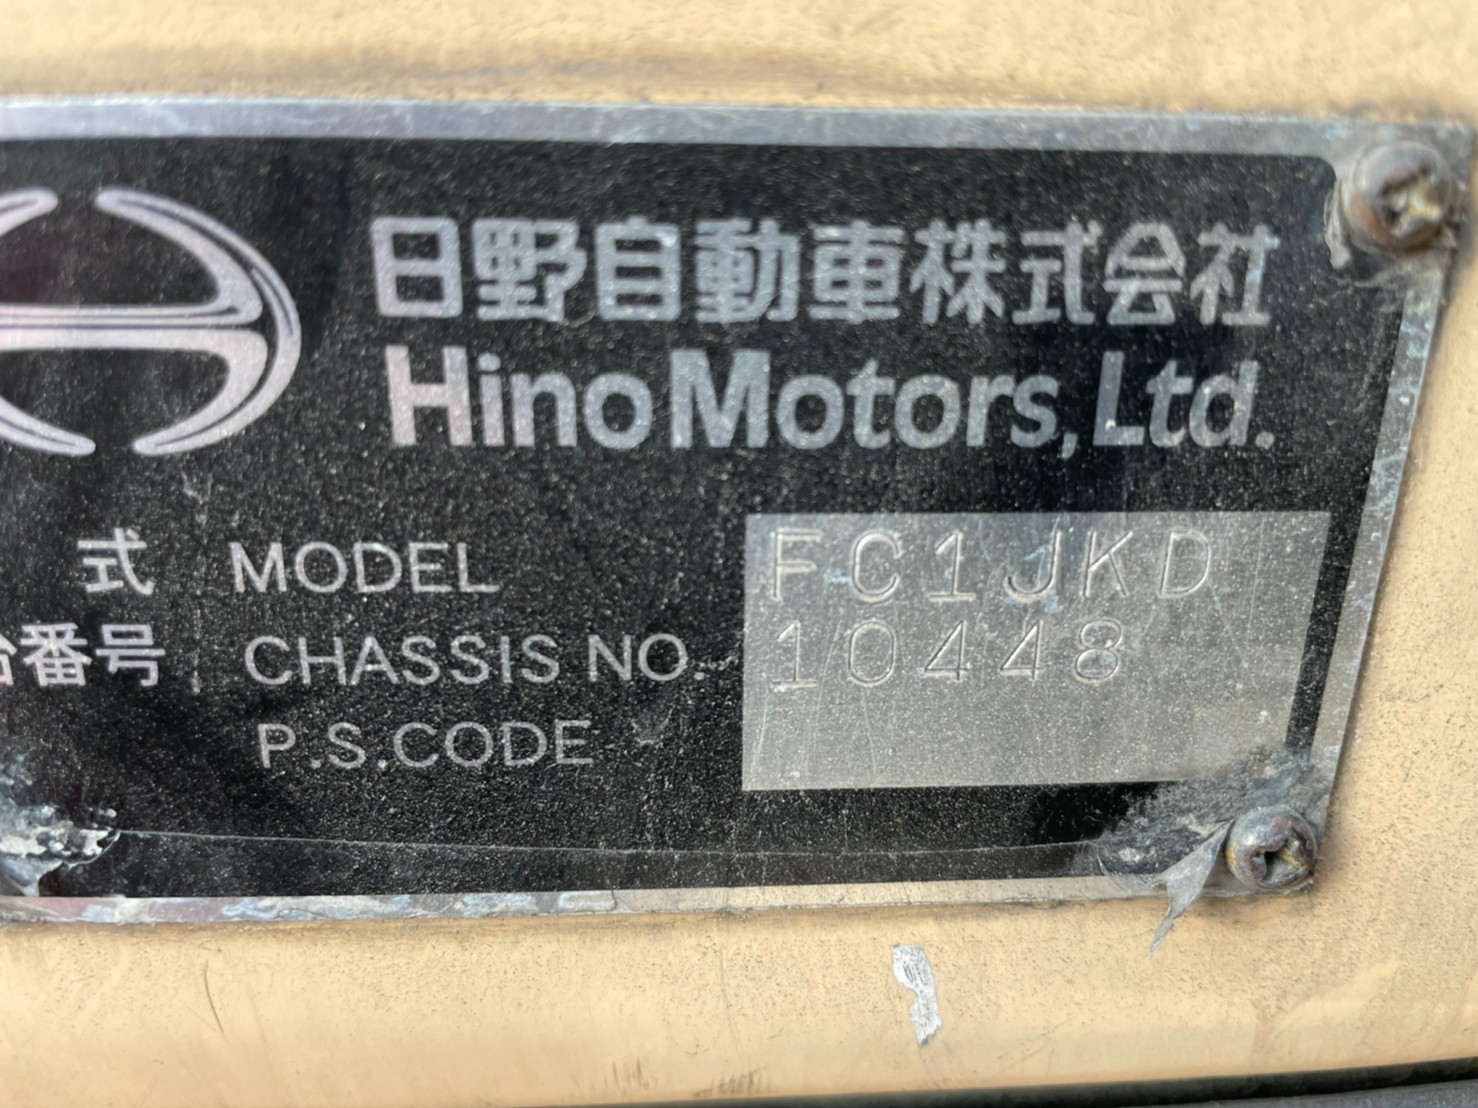 日野自動車株式会社
Hino Motors, Ltd.
式 MODEL FC1JKD
台番号 CHASSIS NO. 10448
P.S.CODE